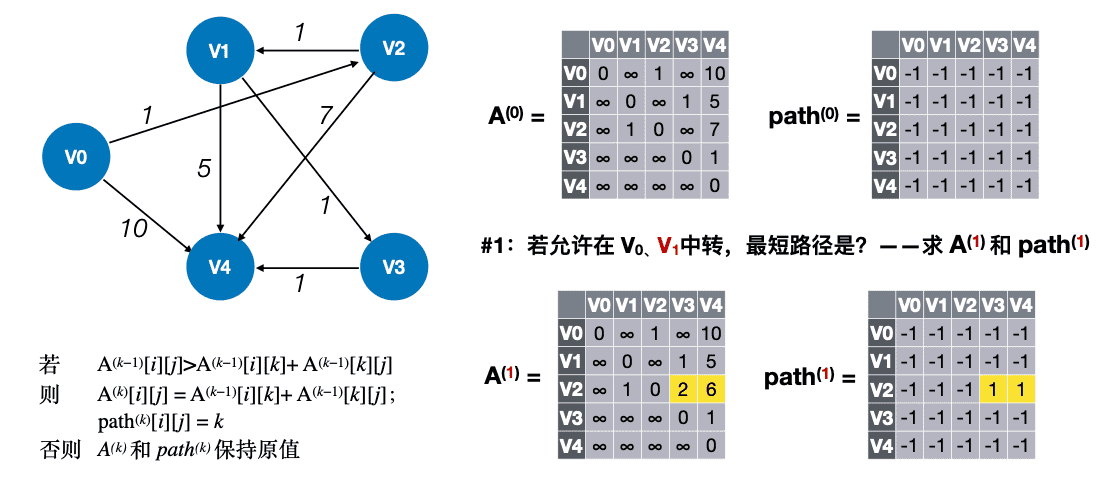 V1
V2
V0
V4
V3
1
1
7
5
1
10
1
A(0) =
V0 V1 V2 V3 V4
V0 0 ∞ 1 ∞ 10
V1 ∞ 0 ∞ 1 5
V2 ∞ 1 0 ∞ 7
V3 ∞ ∞ ∞ 0 1
V4 ∞ ∞ ∞ ∞ 0
path(0) =
V0 V1 V2 V3 V4
V0 -1 -1 -1 -1 -1
V1 -1 -1 -1 -1 -1
V2 -1 -1 -1 -1 -1
V3 -1 -1 -1 -1 -1
V4 -1 -1 -1 -1 -1
#1：若允许在 V0、V1中转，最短路径是？——求 A(1) 和 path(1)
A(1) =
V0 V1 V2 V3 V4
V0 0 ∞ 1 ∞ 10
V1 ∞ 0 ∞ 1 5
V2 ∞ 1 0 2 6
V3 ∞ ∞ ∞ 0 1
V4 ∞ ∞ ∞ ∞ 0
path(1) =
V0 V1 V2 V3 V4
V0 -1 -1 -1 -1 -1
V1 -1 -1 -1 -1 -1
V2 -1 -1 -1 1 1
V3 -1 -1 -1 -1 -1
V4 -1 -1 -1 -1 -1
若 A(k−1)[i][j]>A(k−1)[i][k]+ A(k−1)[k][j]
则 A(k)[i][j] = A(k−1)[i][k]+ A(k−1)[k][j]；
path(k)[i][j] = k
否则 A(k) 和 path(k) 保持原值